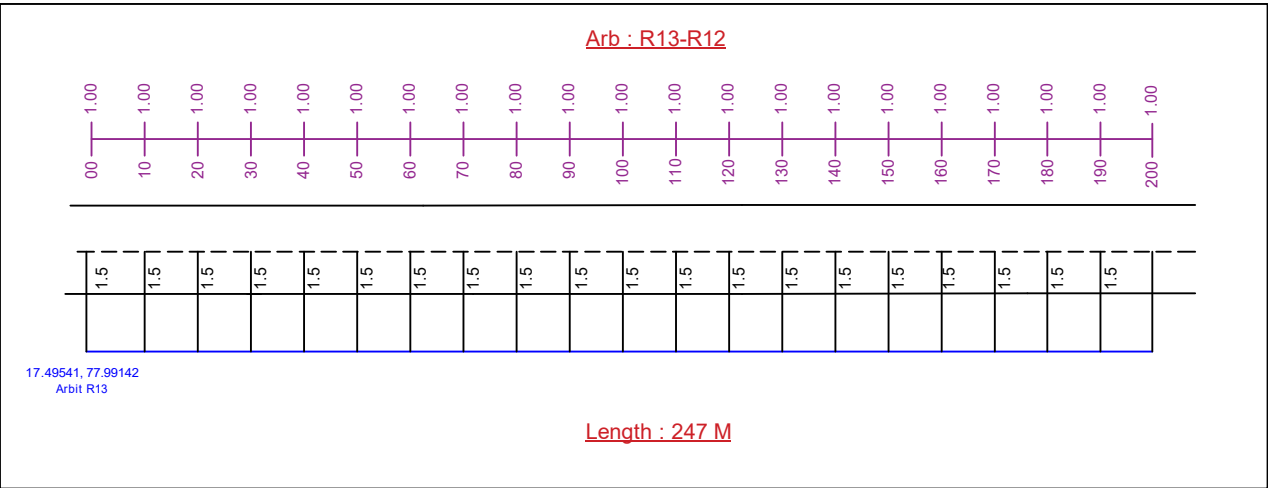 Arb : R13-R12
1.00 1.00 1.00 1.00 1.00 1.00 1.00 1.00 1.00 1.00 1.00 1.00 1.00 1.00 1.00 1.00 1.00 1.00 1.00 1.00 1.00
00 10 20 30 40 50 60 70 80 90 100 110 120 130 140 150 160 170 180 190 200
1.5 1.5 1.5 1.5 1.5 1.5 1.5 1.5 1.5 1.5 1.5 1.5 1.5 1.5 1.5 1.5 1.5 1.5 1.5 1.5
17.49541, 77.99142
Arbit R13
Length : 247 M